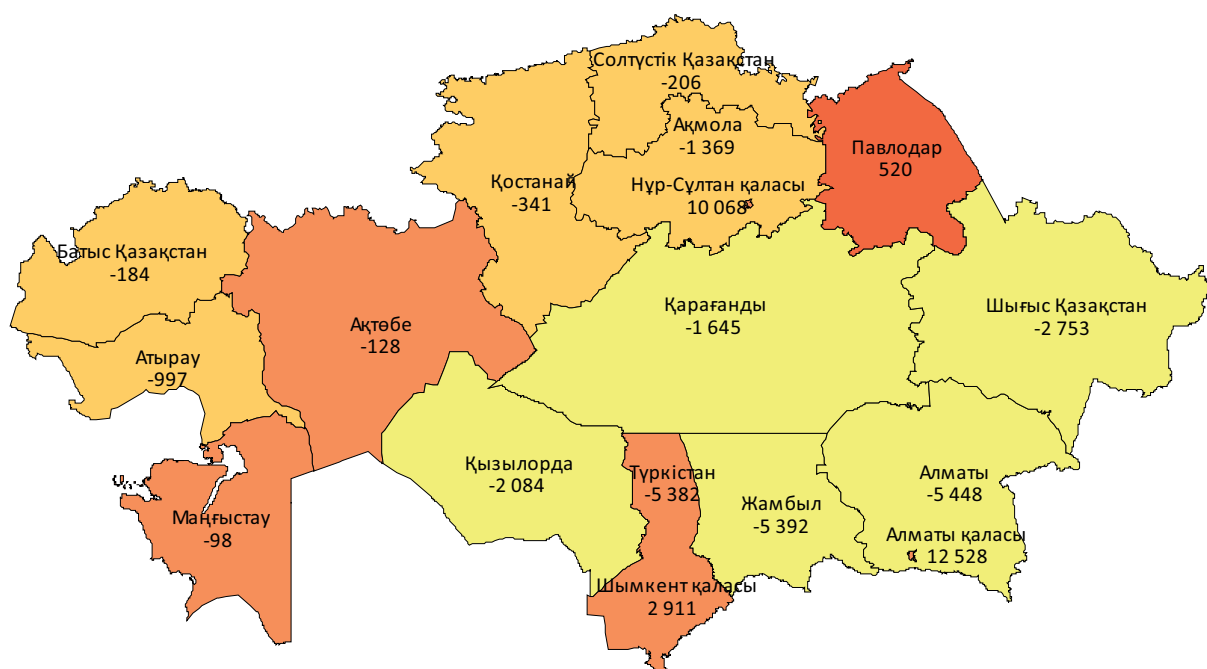 Солтүстік Қазақстан
-206
Ақмола
-1 369
Павлодар
520
Қостанай
-341
Нұр-Сұлтан қаласы
10 068
Батыс Қазақстан
-184
Қарағанды
-1 645
Шығыс Қазақстан
-2 753
Ақтөбе
-128
Атырау
-997
Қызылорда
-2 084
Түркістан
-5 382
Жамбыл
-5 392
Алматы
-5 448
Маңғыстау
-98
Алматы қаласы
12 528
Шымкент қаласы
2 911